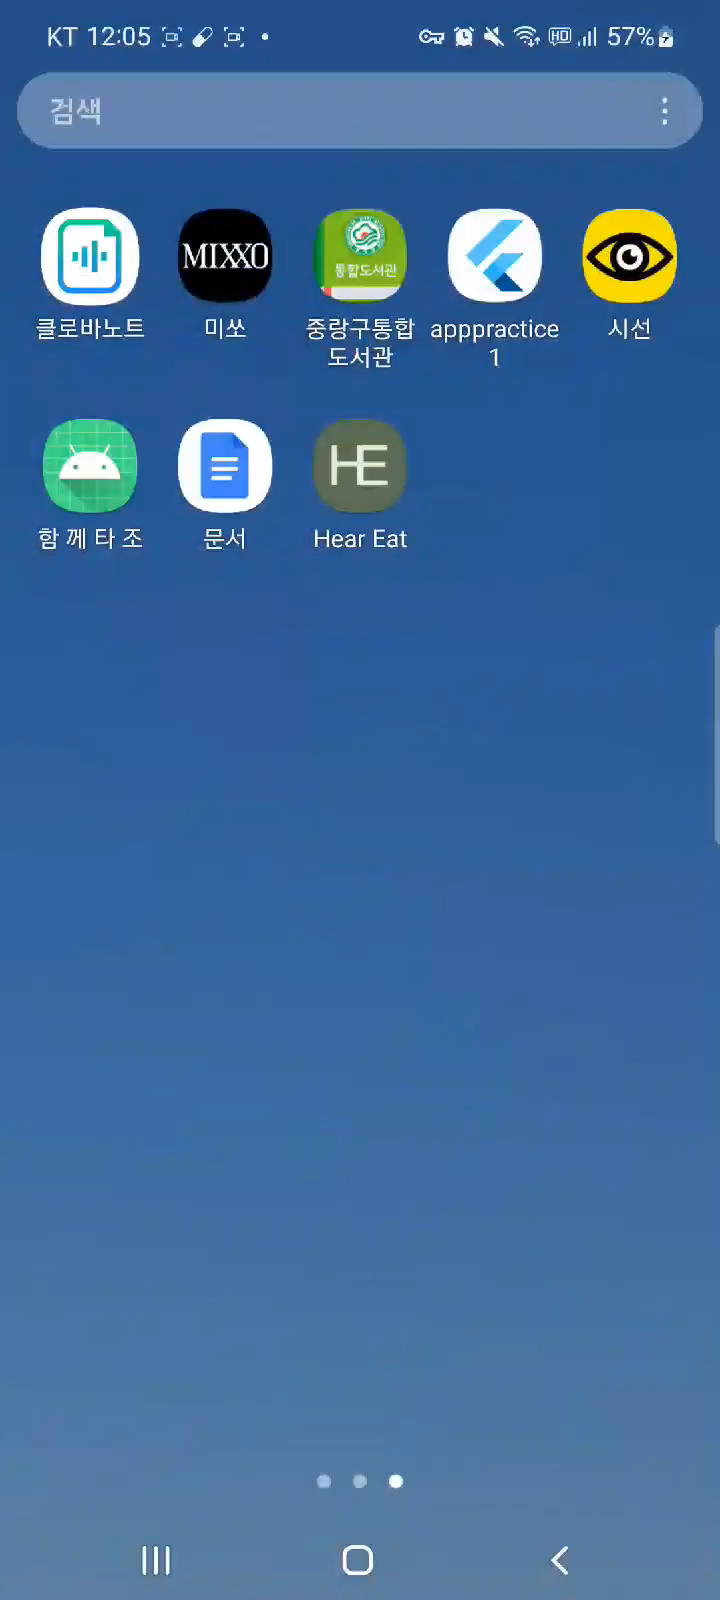 KT 12:05
HD 57%
검색
MIXXO
통합도서관
클로바노트
미쏘
중랑구통합
도서관
apppractice
1
시선
HE
함 께 타 조
문서
Hear Eat